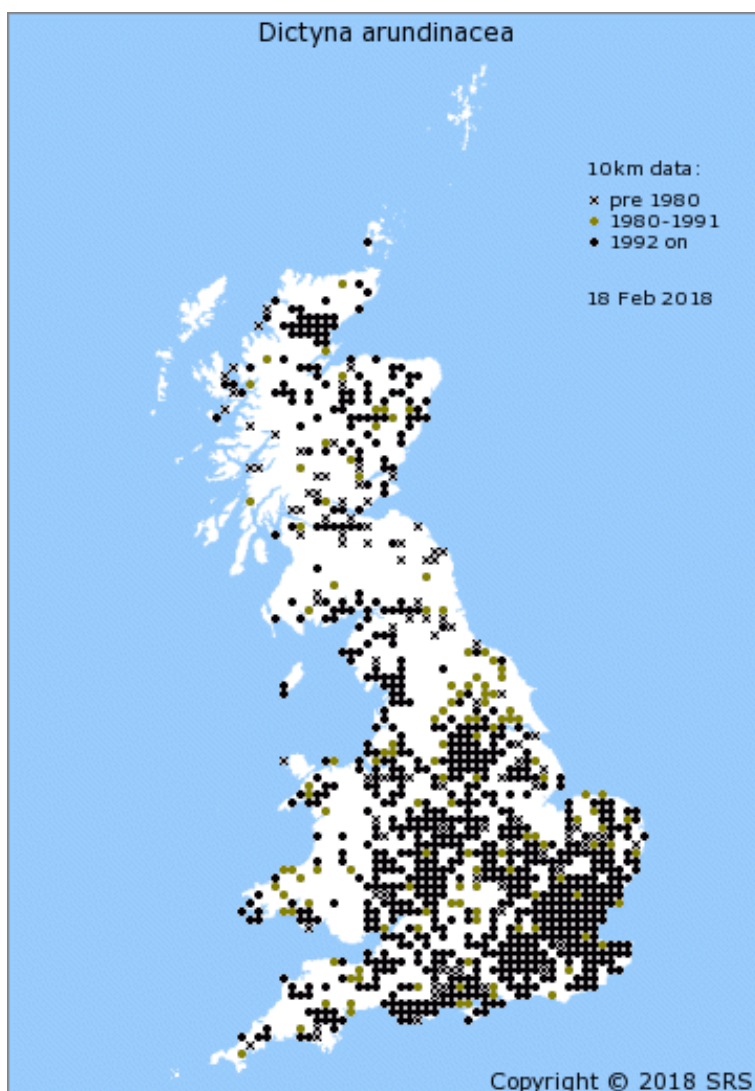 Dictyna arundinacea
10km data:
× pre 1980
● 1980-1991
● 1992 on
18 Feb 2018
Copyright © 2018 SRS